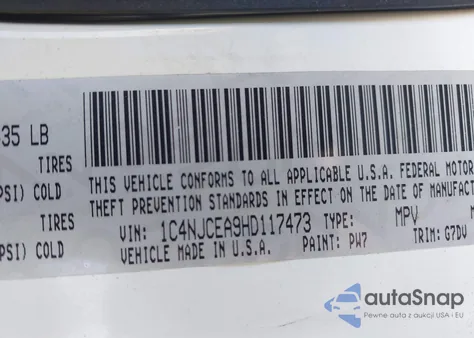 35 LB
TIRES
PSI) COLD
TIRES
PSI) COLD
THIS VEHICLE CONFORMS TO ALL APPLICABLE U.S.A. FEDERAL MOTOR
THEFT PREVENTION STANDARDS IN EFFECT ON THE DATE OF MANUFAC
VIN: 1C4NJCEA9HD117473 TYPE: MPV M
VEHICLE MADE IN U.S.A. PAINT: PW7 TRIM: G7DV
autoSnap
Pewne auta z aukcji USA i EU